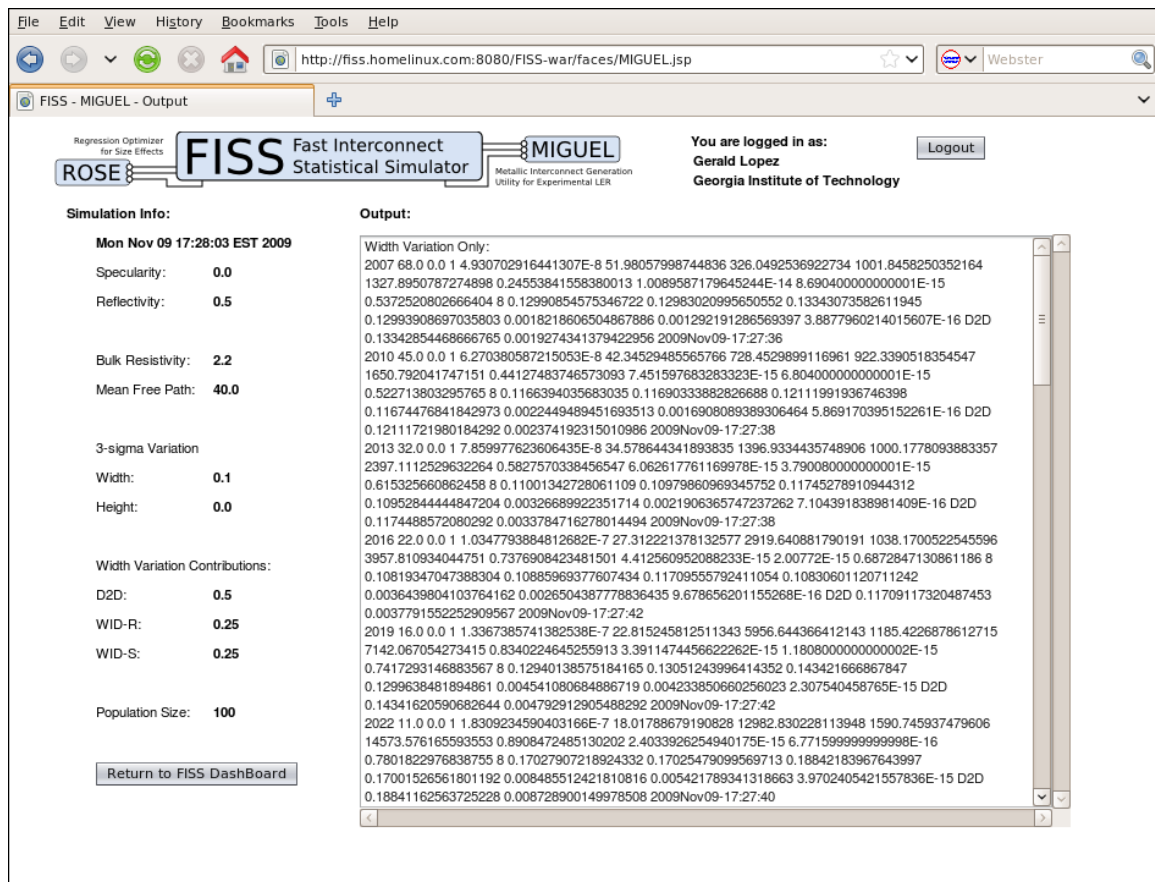 File Edit View History Bookmarks Tools Help
http://fiss.homelinux.com:8080/FISS-war/faces/MIGUEL.jsp
Webster
FISS - MIGUEL - Output
Regression Optimizer
for Size Effects
ROSE
FISS
Fast Interconnect
Statistical Simulator
MIGUEL
Metallic Interconnect Generation
Utility for Experimental LER
You are logged in as:
Gerald Lopez
Georgia Institute of Technology
Logout
Simulation Info:
Mon Nov 09 17:28:03 EST 2009
Specularity: 0.0
Reflectivity: 0.5
Bulk Resistivity: 2.2
Mean Free Path: 40.0
3-sigma Variation
Width: 0.1
Height: 0.0
Width Variation Contributions:
D2D: 0.5
WID-R: 0.25
WID-S: 0.25
Population Size: 100
Return to FISS DashBoard
Output:
Width Variation Only:
2007 68.0 0.0 1 4.930702916441307E-8 51.98057998744836 326.0492536922734 1001.8458250352164
1327.8950787274898 0.24553841558380013 1.0089587179645244E-14 8.690400000000001E-15
0.5372520802666404 8 0.12990854575346722 0.12983020995650552 0.13343073582611945
0.12993908697035803 0.0018218606504867886 0.001292191286569397 3.8877960214015607E-16 D2D
0.13342854468666765 0.0019274341379422956 2009Nov09-17:27:36
2010 45.0 0.0 1 6.270380587215053E-8 42.34529485565766 728.4529899116961 922.3390518354547
1650.792041747151 0.44127483746573093 7.451597683283323E-15 6.804000000000001E-15
0.522713803295765 8 0.1166394035683035 0.11690333882826688 0.12111991936746398
0.11674476841842973 0.0022449489451693513 0.0016908089389306464 5.869170395152261E-16 D2D
0.12111721980184292 0.002374192315010986 2009Nov09-17:27:38
2013 32.0 0.0 1 7.859977623606435E-8 34.578644341893835 1396.9334435748906 1000.1778093883357
2397.1112529632264 0.5827570338456547 6.062617761169978E-15 3.790080000000001E-15
0.615325660862458 8 0.11001342728061109 0.10979860969345752 0.11745278910944312
0.10952844444847204 0.00326689922351714 0.0021906365747237262 7.104391838981409E-16 D2D
0.1174488572080292 0.0033784716278014494 2009Nov09-17:27:38
2016 22.0 0.0 1 1.0347793884812682E-7 27.312221378132577 2919.640881790191 1038.1700522545596
3957.810934044751 0.7376908423481501 4.412560952088233E-15 2.00772E-15 0.68728471308​61186 8
0.10819347047388304 0.10885969377607434 0.11709555792411054 0.10830601120711242
0.0036439804103764162 0.0026504387778836435 9.678656201155268E-16 D2D 0.11709117320487453
0.0037791552252909567 2009Nov09-17:27:42
2019 16.0 0.0 1 1.3367385741382538E-7 22.815245812511343 5956.644366412143 1185.4226878612715
7142.067054273415 0.8340224645255913 3.3911474456622262E-15 1.1808000000000002E-15
0.7417293146883567 8 0.12940138575184165 0.13051243996414352 0.143421666867847
0.1299638481894861 0.004541080684886719 0.004233850660256023 2.307540458765E-15 D2D
0.14341620590682644 0.004792912905488292 2009Nov09-17:27:42
2022 11.0 0.0 1 1.8309234590403166E-7 18.01788679190828 12982.830228113948 1590.745937479606
14573.576165593553 0.8908472485130202 2.4033926254940175E-15 6.771599999999998E-16
0.7801822976838755 8 0.17027907218924332 0.17025479099569713 0.18842183967643997
0.17001526561801192 0.008485512421810816 0.005421789341318663 3.9702405421557836E-15 D2D
0.18841162563725228 0.008728900149978508 2009Nov09-17:27:40